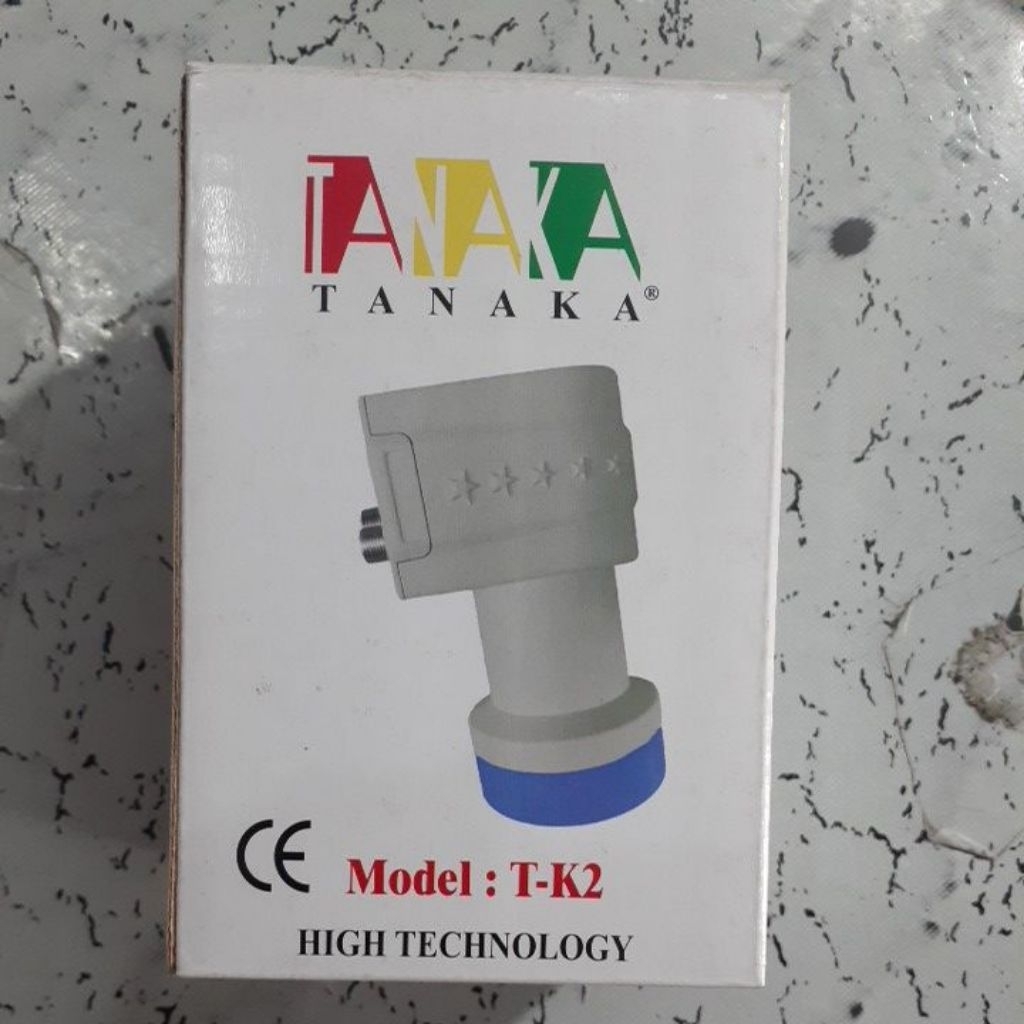 TANAKA
TANAKA®
CE
Model : T-K2
HIGH TECHNOLOGY